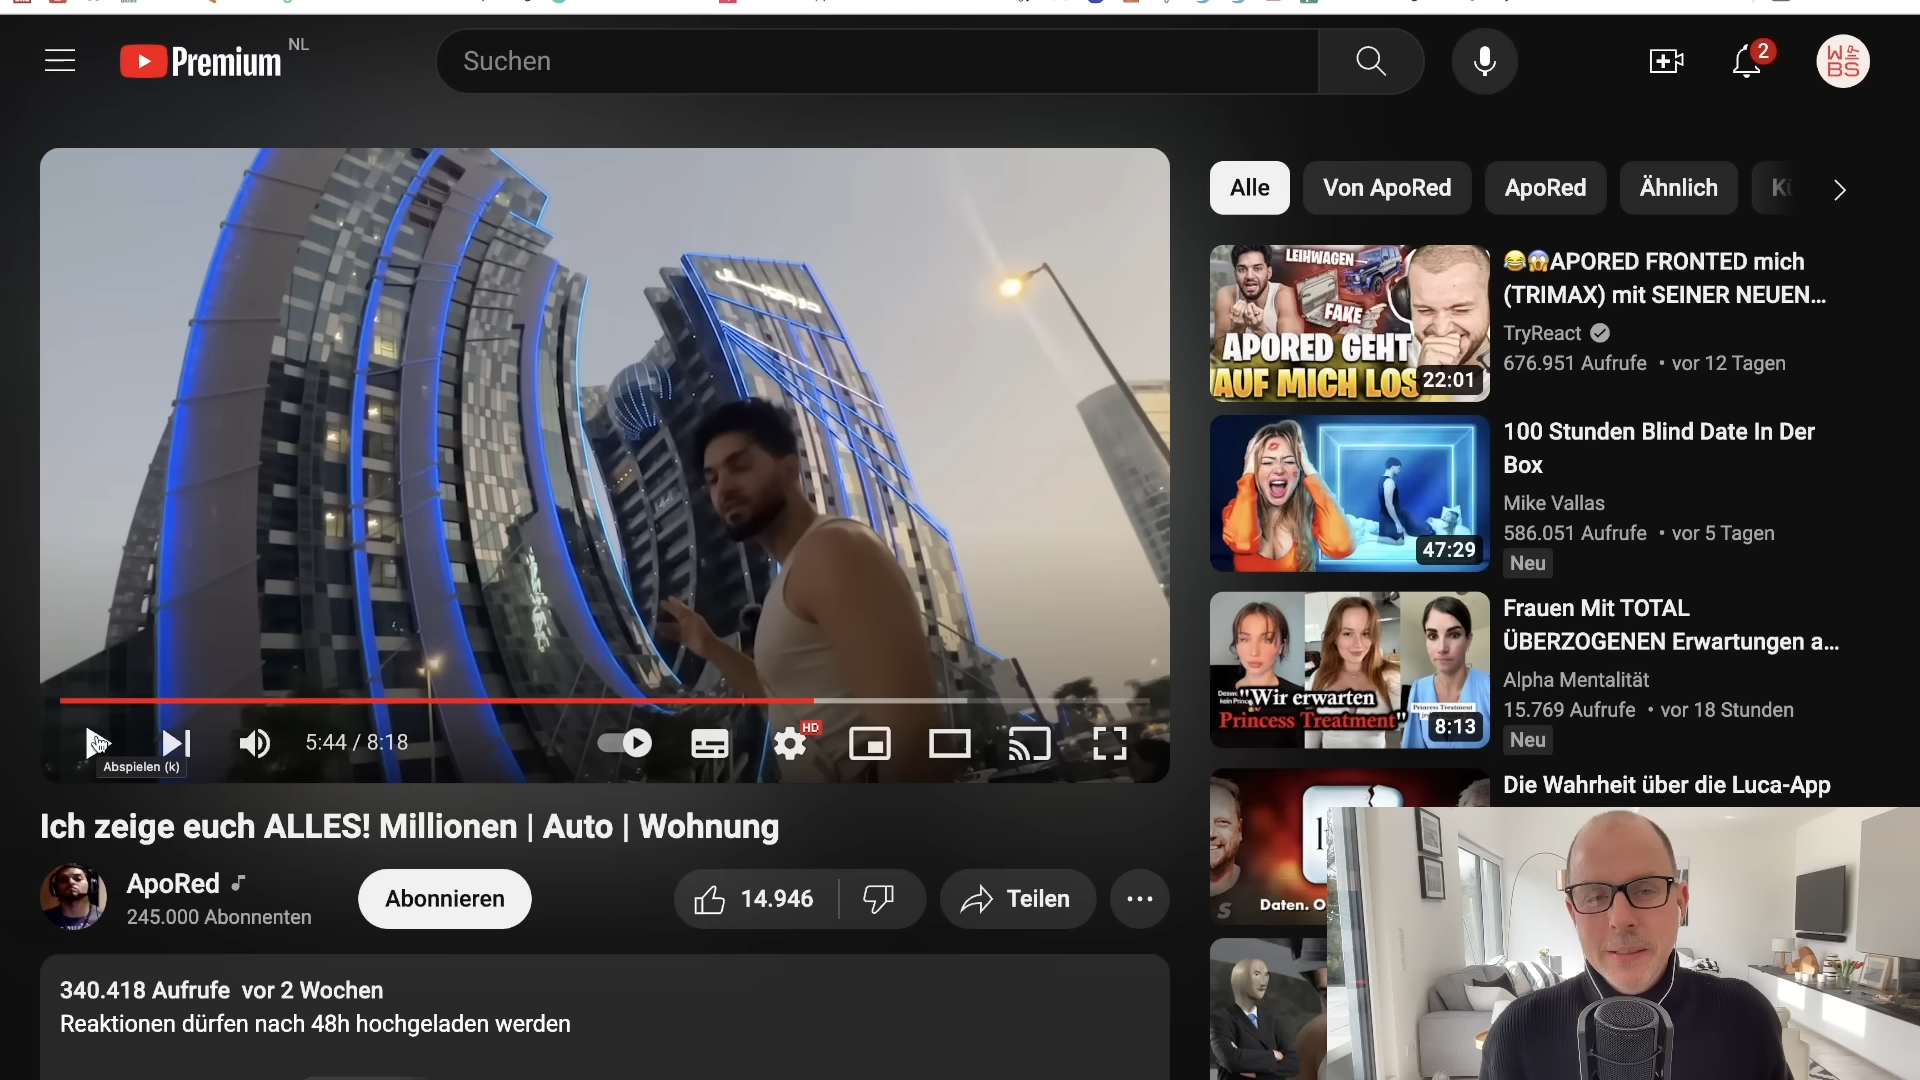 Premium
NL
Suchen
2
W BS
Alle
Von ApoRed
ApoRed
Ähnlich
LEIHWAGEN
FAKE
APORED GEHT
AUF MICH LOS
22:01
😂😱APORED FRONTED mich
(TRIMAX) mit SEINER NEUEN...
TryReact
676.951 Aufrufe • vor 12 Tagen
47:29
100 Stunden Blind Date In Der
Box
Mike Vallas
586.051 Aufrufe • vor 5 Tagen
Neu
"Wir erwarten
Princess Treatment"
Princess Treatment
8:13
Frauen Mit TOTAL
ÜBERZOGENEN Erwartungen a...
Alpha Mentalität
15.769 Aufrufe • vor 18 Stunden
Neu
Daten. O
Die Wahrheit über die Luca-App
HD
5:44 / 8:18
Abspielen (k)
Ich zeige euch ALLES! Millionen | Auto | Wohnung
ApoRed
245.000 Abonnenten
Abonnieren
14.946
Teilen
340.418 Aufrufe vor 2 Wochen
Reaktionen dürfen nach 48h hochgeladen werden